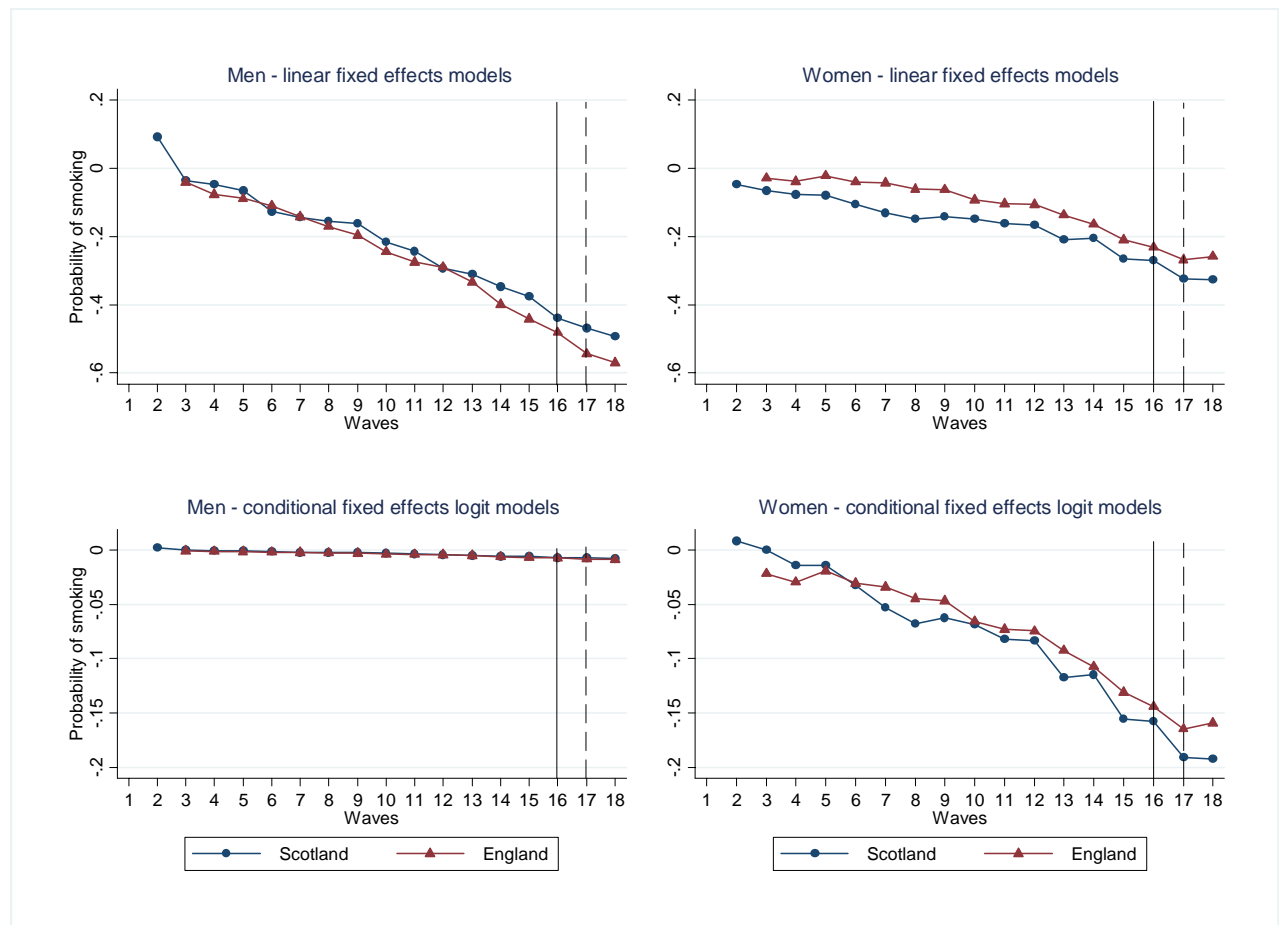 Men - linear fixed effects models
Probability of smoking
.2
0
-.2
-.4
-.6
1 2 3 4 5 6 7 8 9 10 11 12 13 14 15 16 17 18
Waves
Women - linear fixed effects models
.2
0
-.2
-.4
-.6
1 2 3 4 5 6 7 8 9 10 11 12 13 14 15 16 17 18
Waves
Men - conditional fixed effects logit models
Probability of smoking
0
-.05
-.1
-.15
-.2
1 2 3 4 5 6 7 8 9 10 11 12 13 14 15 16 17 18
Waves
Scotland England
Women - conditional fixed effects logit models
0
-.05
-.1
-.15
-.2
1 2 3 4 5 6 7 8 9 10 11 12 13 14 15 16 17 18
Waves
Scotland England